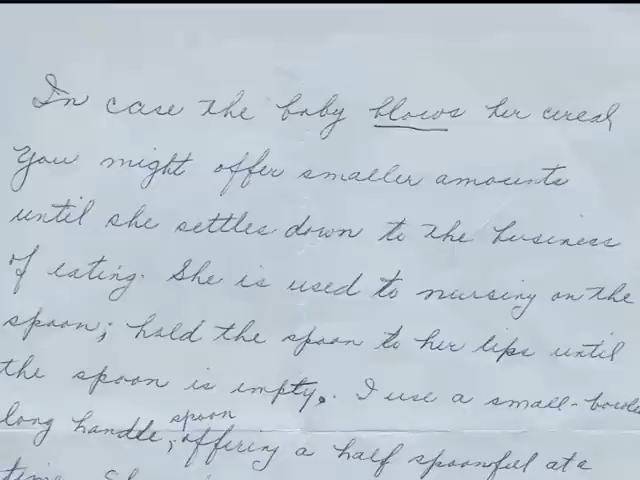 In case the baby blows her cereal,
You might offer smaller amounts
until she settles down to the business
of eating. She is used to nursing on the
spoon; hold the spoon to her lips until
the spoon is empty. I use a small-bowled
long handle, spoon offering a half spoonful at a
time. She